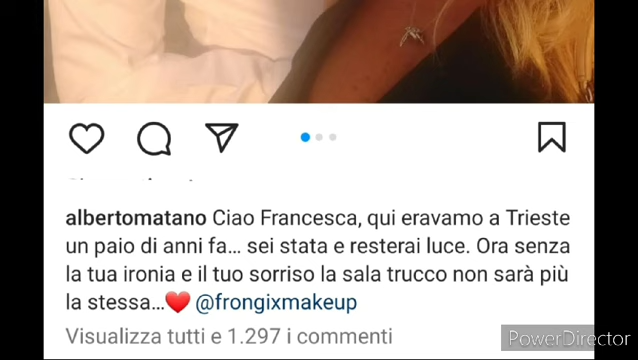 albertomatano Ciao Francesca, qui eravamo a Trieste
un paio di anni fa... sei stata e resterai luce. Ora senza
la tua ironia e il tuo sorriso la sala trucco non sarà più
la stessa...❤️ @frongixmakeup
Visualizza tutti e 1.297 i commenti
PowerDirector